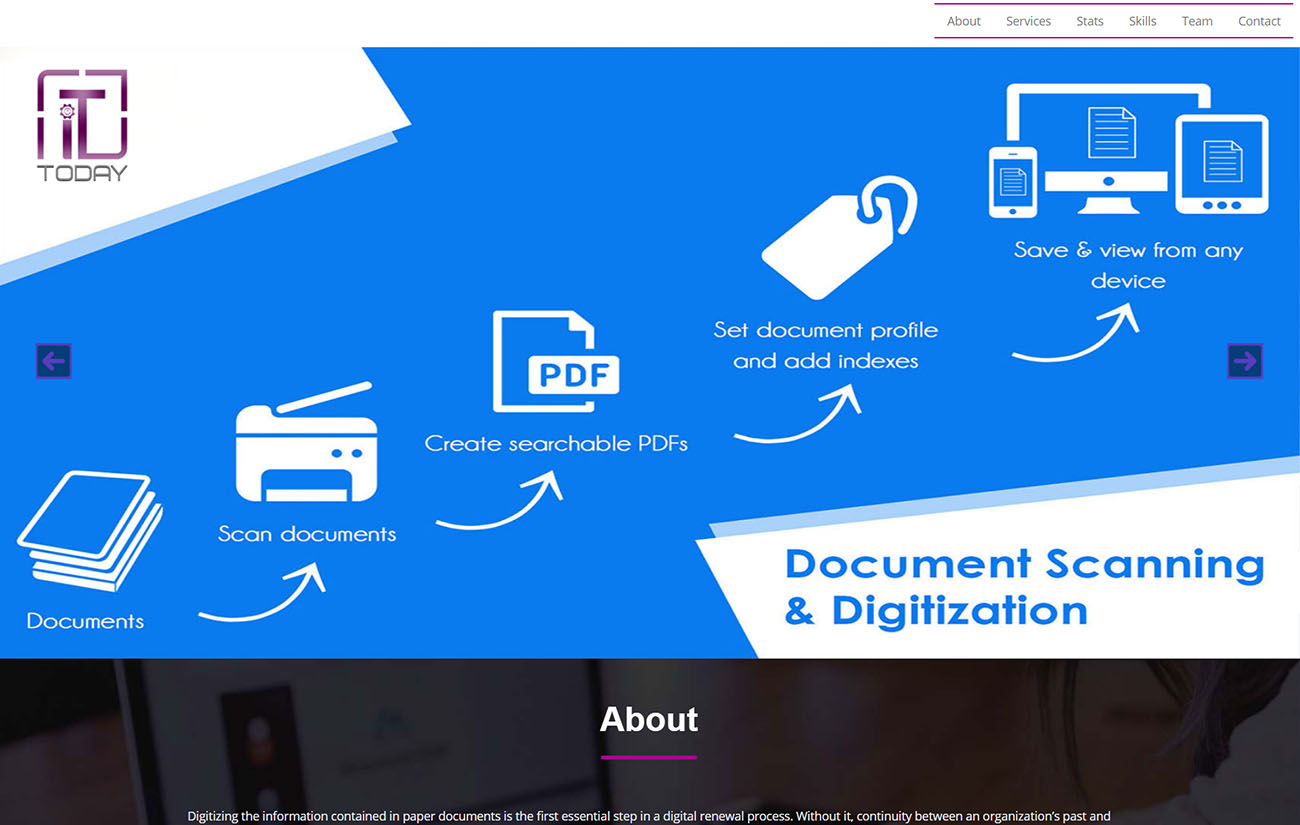 About Services Stats Skills Team Contact
iT
TODAY
Save & view from any
device
Set document profile
and add indexes
PDF
Create searchable PDFs
Scan documents
Documents
Document Scanning
& Digitization
About
Digitizing the information contained in paper documents is the first essential step in a digital renewal process. Without it, continuity between an organization's past and